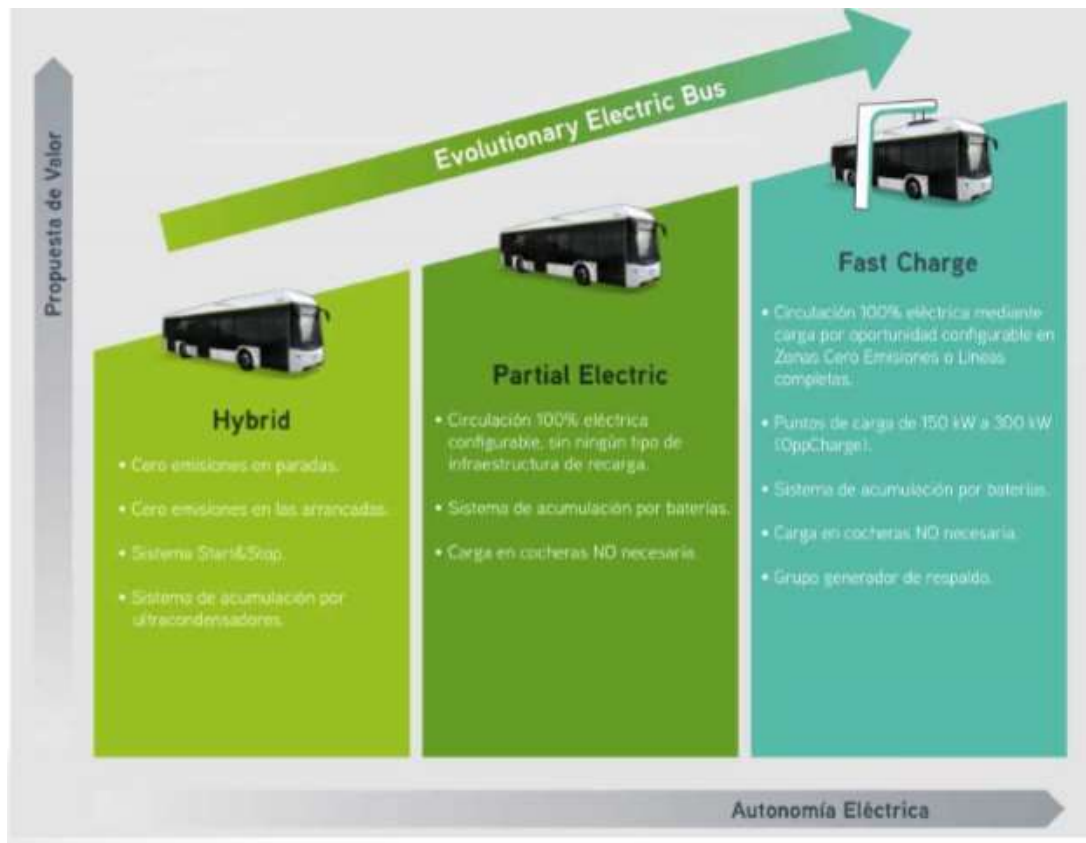 Propuesta de Valor
Evolutionary Electric Bus
Hybrid
• Cero emisiones en paradas.
• Cero emisiones en las arrancadas.
• Sistema Start&Stop.
• Sistema de acumulación por
ultracondensadores.
Partial Electric
• Circulación 100% eléctrica
configurable, sin ningún tipo de
infraestructura de recarga.
• Sistema de acumulación por baterías.
• Carga en cocheras NO necesaria.
Fast Charge
• Circulación 100% eléctrica mediante
carga por oportunidad configurable en
Zonas Cero Emisiones o Líneas
completas.
• Puntos de carga de 150 kW a 300 kW
(OppCharge).
• Sistema de acumulación por baterías.
• Carga en cocheras NO necesaria.
• Grupo generador de respaldo.
Autonomía Eléctrica